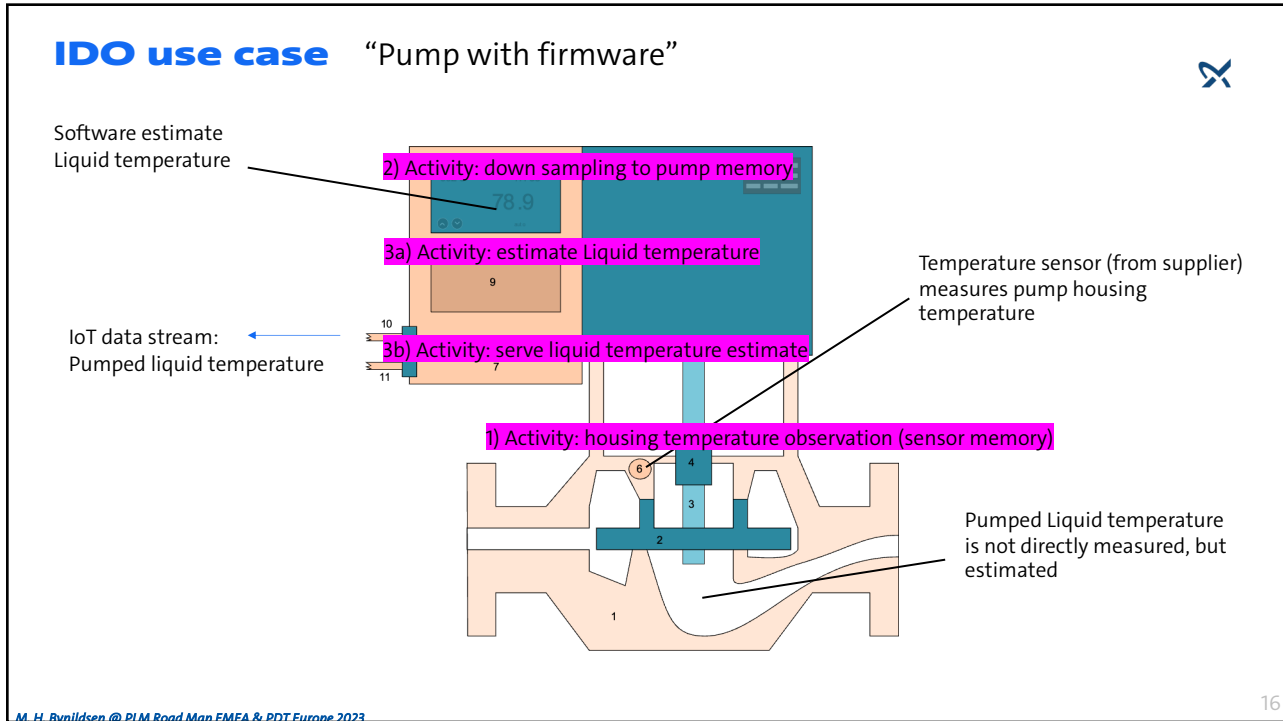 IDO use case “Pump with firmware”
Software estimate
Liquid temperature
2) Activity: down sampling to pump memory
78.9
3a) Activity: estimate Liquid temperature
9
Temperature sensor (from supplier)
measures pump housing
temperature
10
IoT data stream:
Pumped liquid temperature
3b) Activity: serve liquid temperature estimate
7
11
1) Activity: housing temperature observation (sensor memory)
6
4
3
2
Pumped Liquid temperature
is not directly measured, but
estimated
1
M. H. Bynildsen @ PLM Road Map EMEA & PDT Europe 2023
16